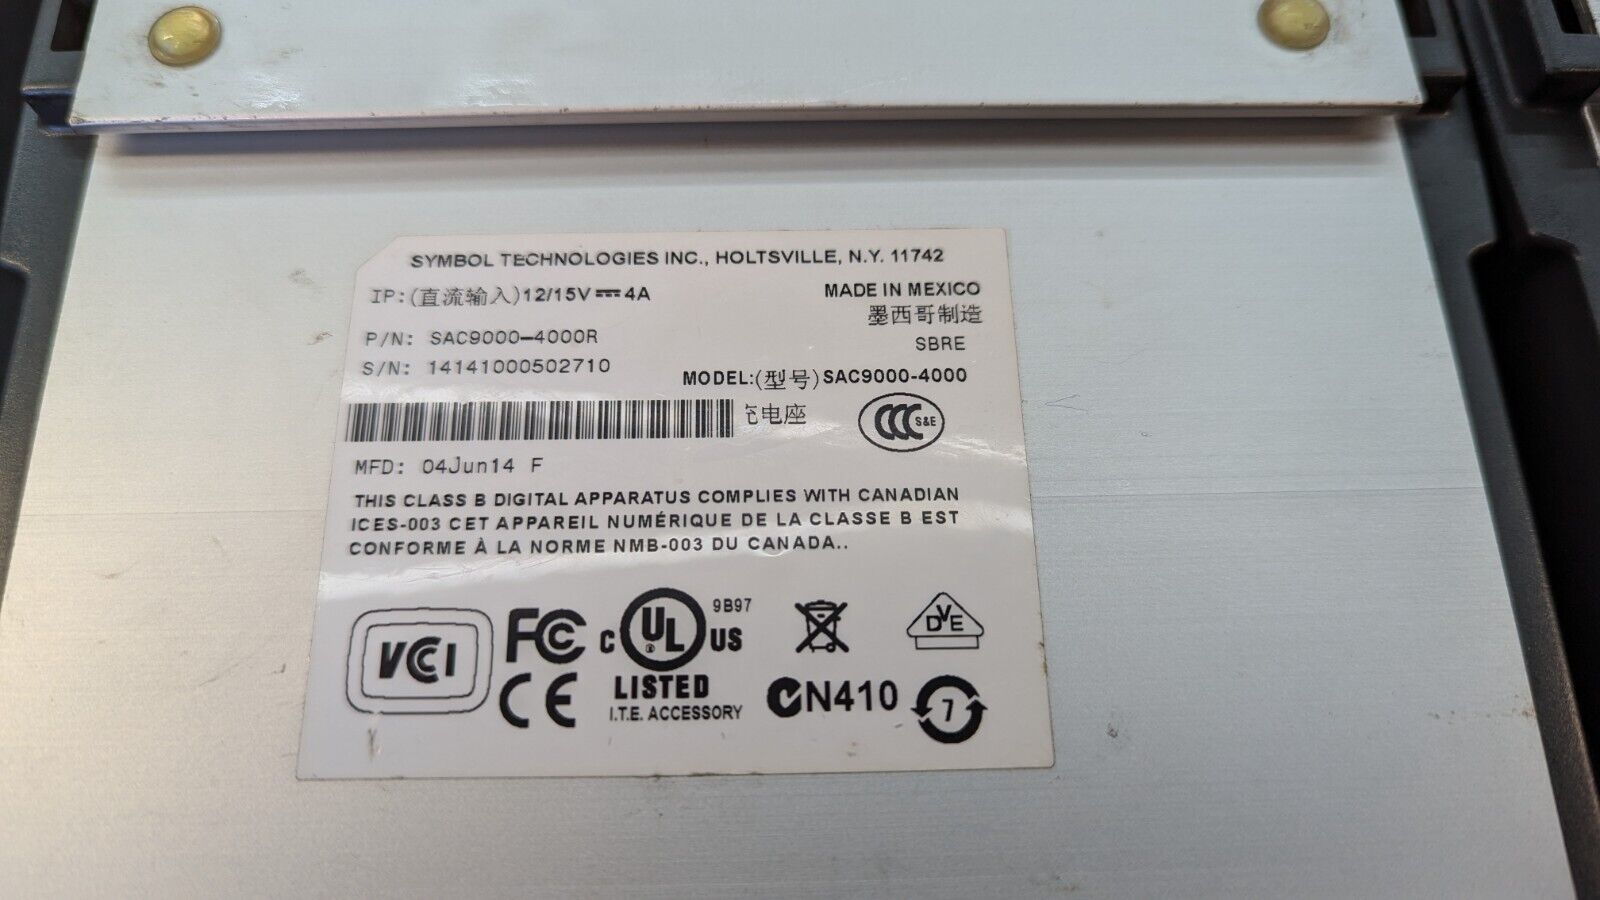 SYMBOL TECHNOLOGIES INC., HOLTSVILLE, N.Y. 11742
IP:(直流输入)12/15V⎓4A
MADE IN MEXICO
墨西哥制造
P/N: SAC9000-4000R
SBRE
S/N: 14141000502710
MODEL:(型号)SAC9000-4000
电座
CCC S&E
MFD: 04Jun14 F
THIS CLASS B DIGITAL APPARATUS COMPLIES WITH CANADIAN
ICES-003 CET APPAREIL NUMÉRIQUE DE LA CLASSE B EST
CONFORME À LA NORME NMB-003 DU CANADA..
VCI
FC
C UL ® US
9B97
LISTED
I.T.E. ACCESSORY
CE
N410
DVE
7